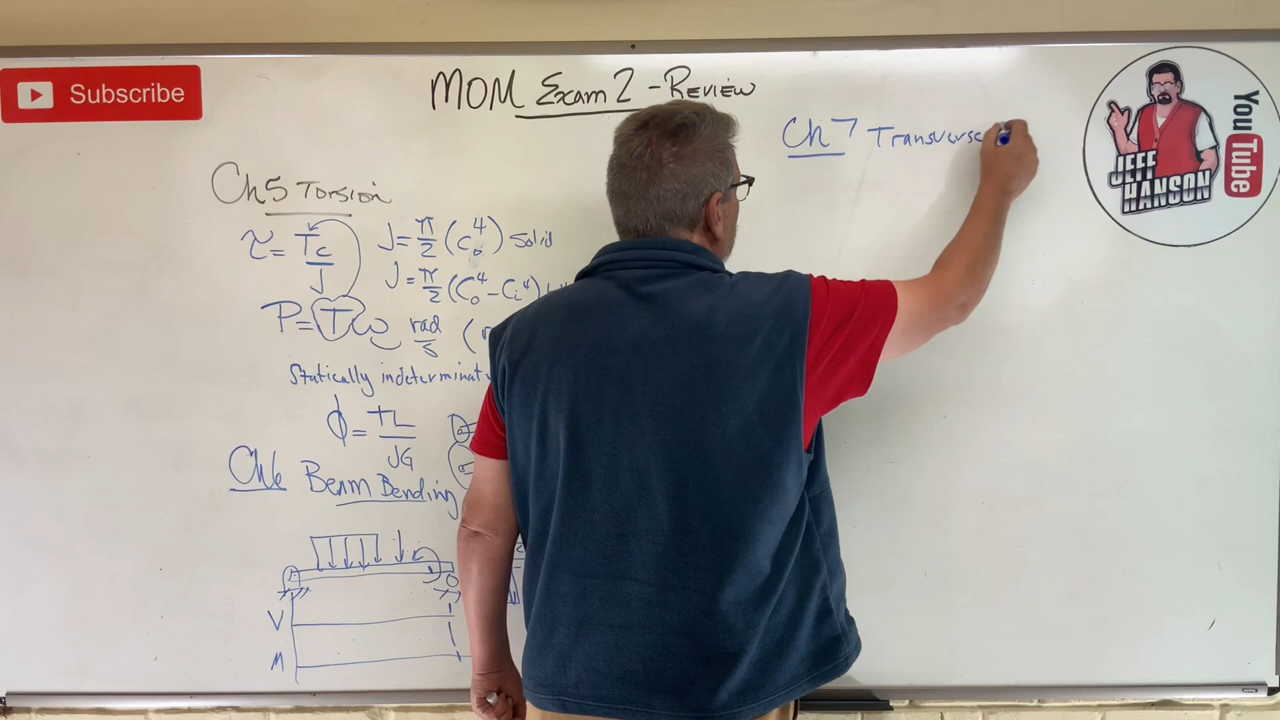 Subscribe
MOM Exam 2 - Review
Ch 7 Transverse
YouTube
JEFF
HANSON
Ch5 Torsion
τ = Tc/J
J = π/2 (c₀⁴) solid
J = π/2 (C₀⁴ - Cᵢ⁴)
P = Tω rad/s (
Statically indeterminat
ϕ = TL/JG
Ch6 Beam Bending
V
M